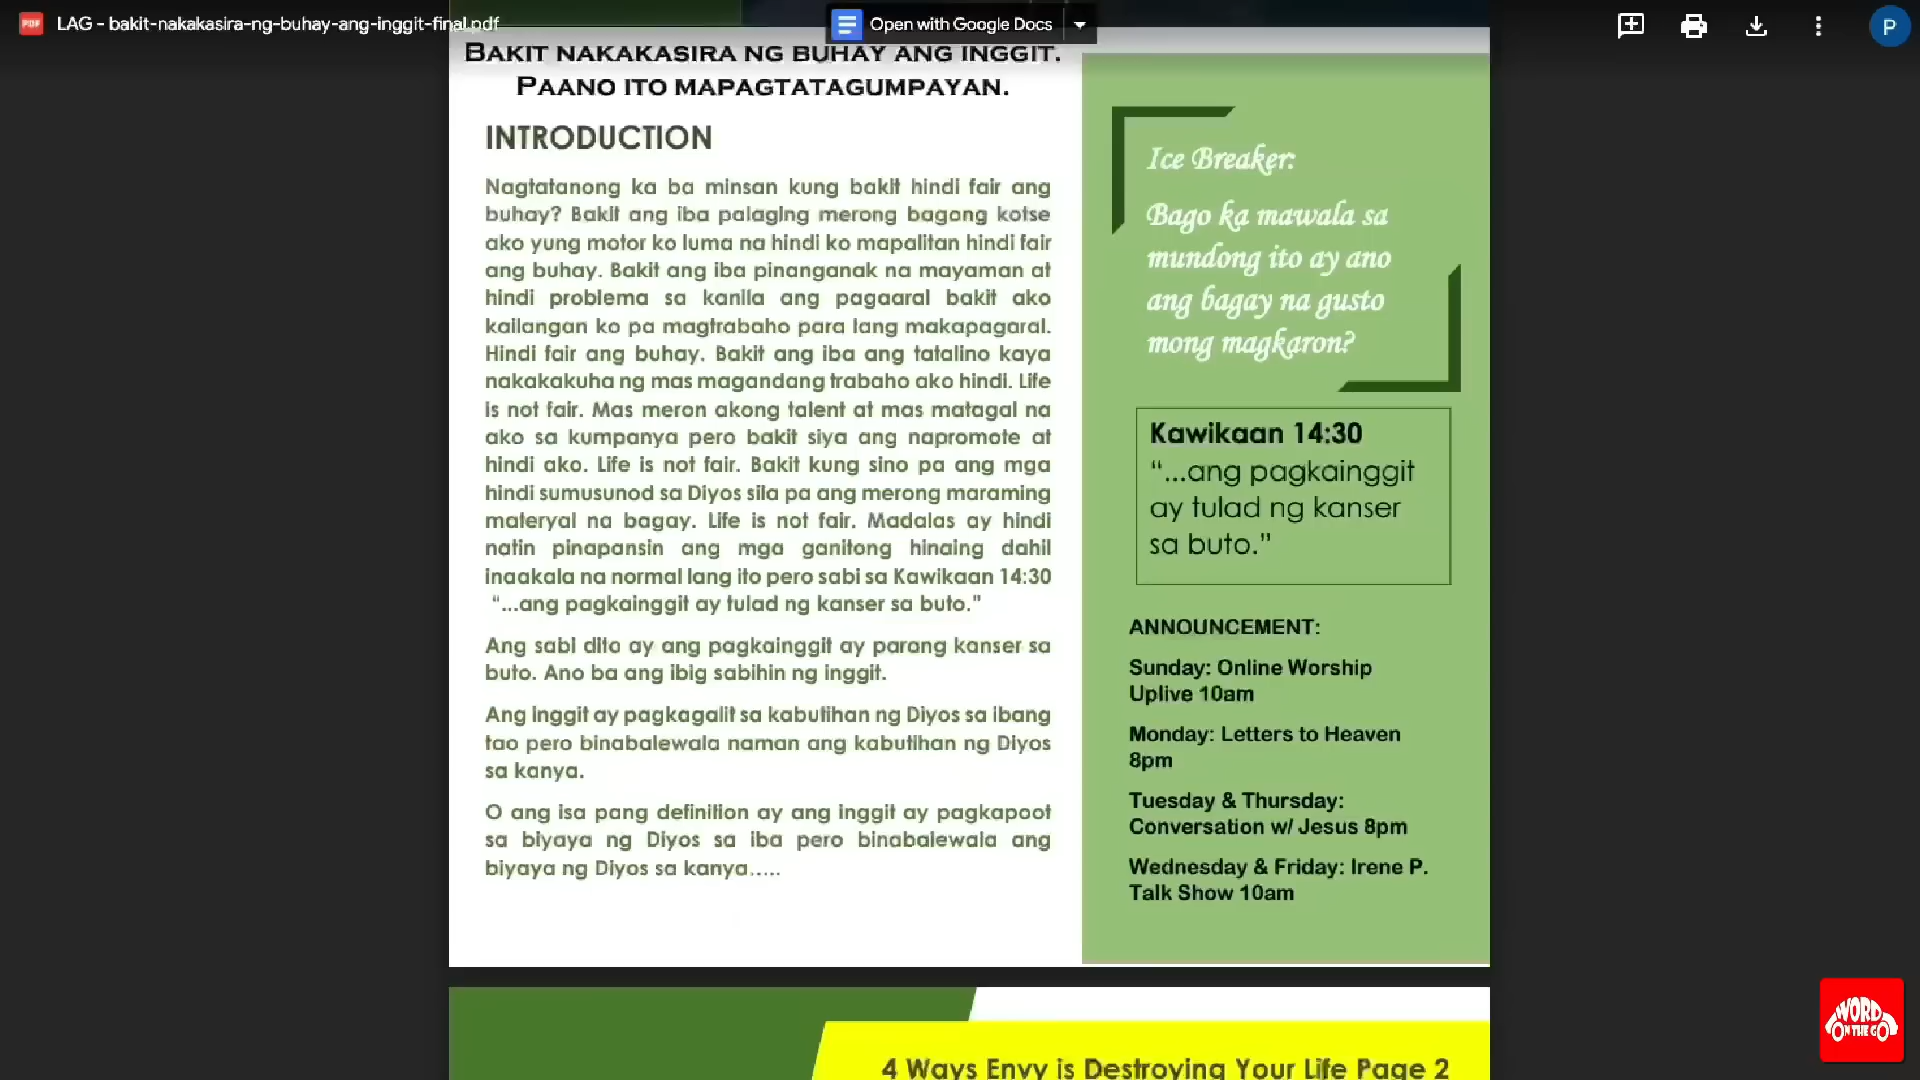 LAG - bakit-nakakasira-ng-buhay-ang-inggit-final.pdf
Open with Google Docs
P
BAKIT NAKAKASIRA NG BUHAY ANG INGGIT.
PAANO ITO MAPAGTATAGUMPAYAN.
INTRODUCTION
Nagtatanong ka ba minsan kung bakit hindi fair ang
buhay? Bakit ang iba palaging merong bagong kotse
ako yung motor ko luma na hindi ko mapalitan hindi fair
ang buhay. Bakit ang iba pinanganak na mayaman at
hindi problema sa kanila ang pagaaral bakit ako
kailangan ko pa magtrabaho para lang makapagaral.
Hindi fair ang buhay. Bakit ang iba ang tatalino kaya
nakakakuha ng mas magandang trabaho ako hindi. Life
is not fair. Mas meron akong talent at mas matagal na
ako sa kumpanya pero bakit siya ang napromote at
hindi ako. Life is not fair. Bakit kung sino pa ang mga
hindi sumusunod sa Diyos sila pa ang merong maraming
materyal na bagay. Life is not fair. Madalas ay hindi
natin pinapansin ang mga ganitong hinaing dahil
inaakala na normal lang ito pero sabi sa Kawikaan 14:30
“...ang pagkainggit ay tulad ng kanser sa buto.”
Ang sabi dito ay ang pagkainggit ay parang kanser sa
buto. Ano ba ang ibig sabihin ng inggit.
Ang inggit ay pagkagalit sa kabutihan ng Diyos sa ibang
tao pero binabalewala naman ang kabutihan ng Diyos
sa kanya.
O ang isa pang definition ay ang inggit ay pagkapoot
sa biyaya ng Diyos sa iba pero binabalewala ang
biyaya ng Diyos sa kanya.....
Ice Breaker:
Bago ka mawala sa
mundong ito ay ano
ang bagay na gusto
mong magkaron?
Kawikaan 14:30
“...ang pagkainggit
ay tulad ng kanser
sa buto.”
ANNOUNCEMENT:
Sunday: Online Worship
Uplive 10am
Monday: Letters to Heaven
8pm
Tuesday & Thursday:
Conversation w/ Jesus 8pm
Wednesday & Friday: Irene P.
Talk Show 10am
4 Ways Envy is Destroying Your Life Page 2
WORD
ON THE GO